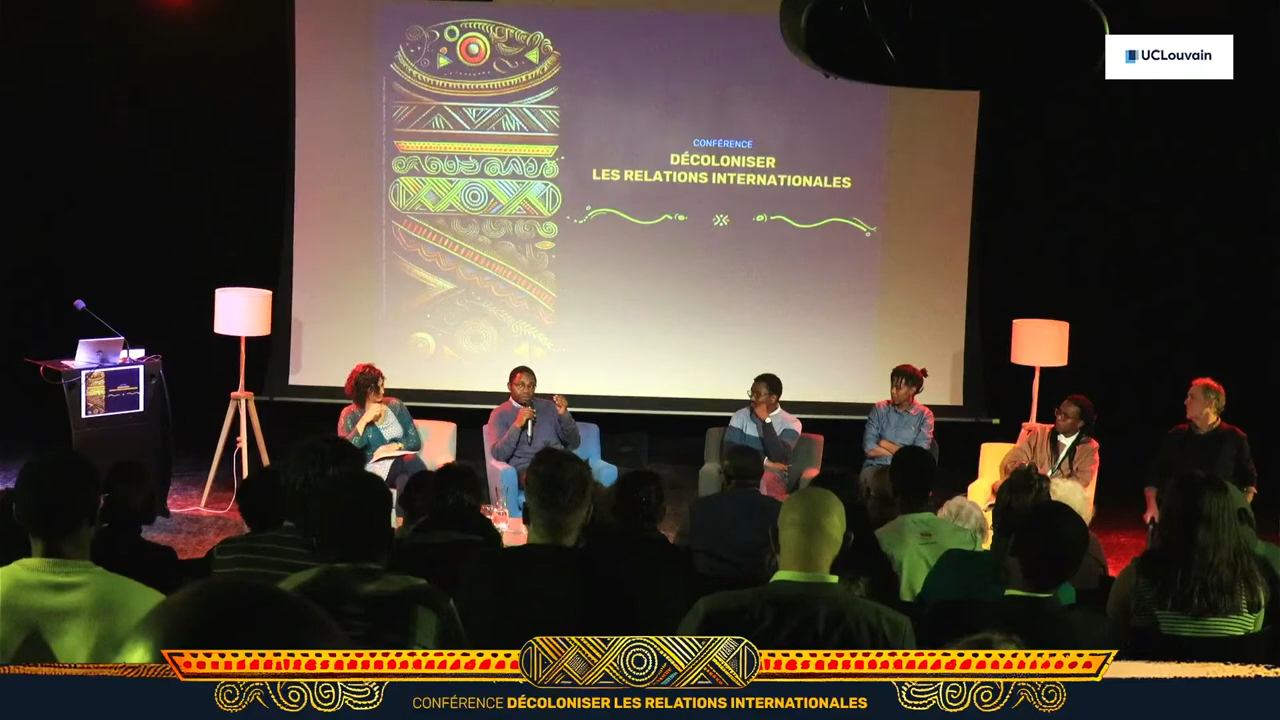 UCLouvain
CONFÉRENCE
DÉCOLONISER
LES RELATIONS INTERNATIONALES
CONFÉRENCE DÉCOLONISER LES RELATIONS INTERNATIONALES